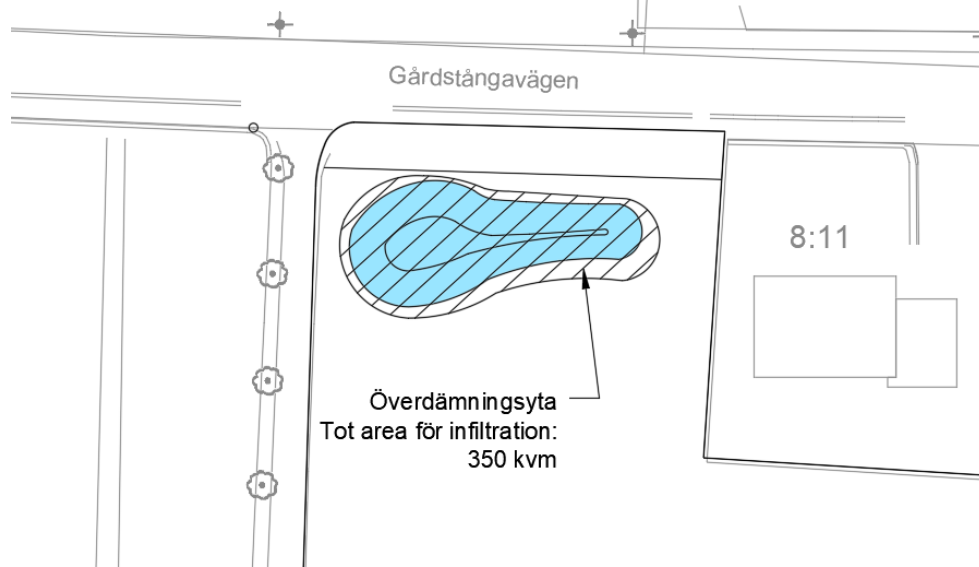 Gårdstångavägen
8:11
Överdämningsyta
Tot area för infiltration:
350 kvm